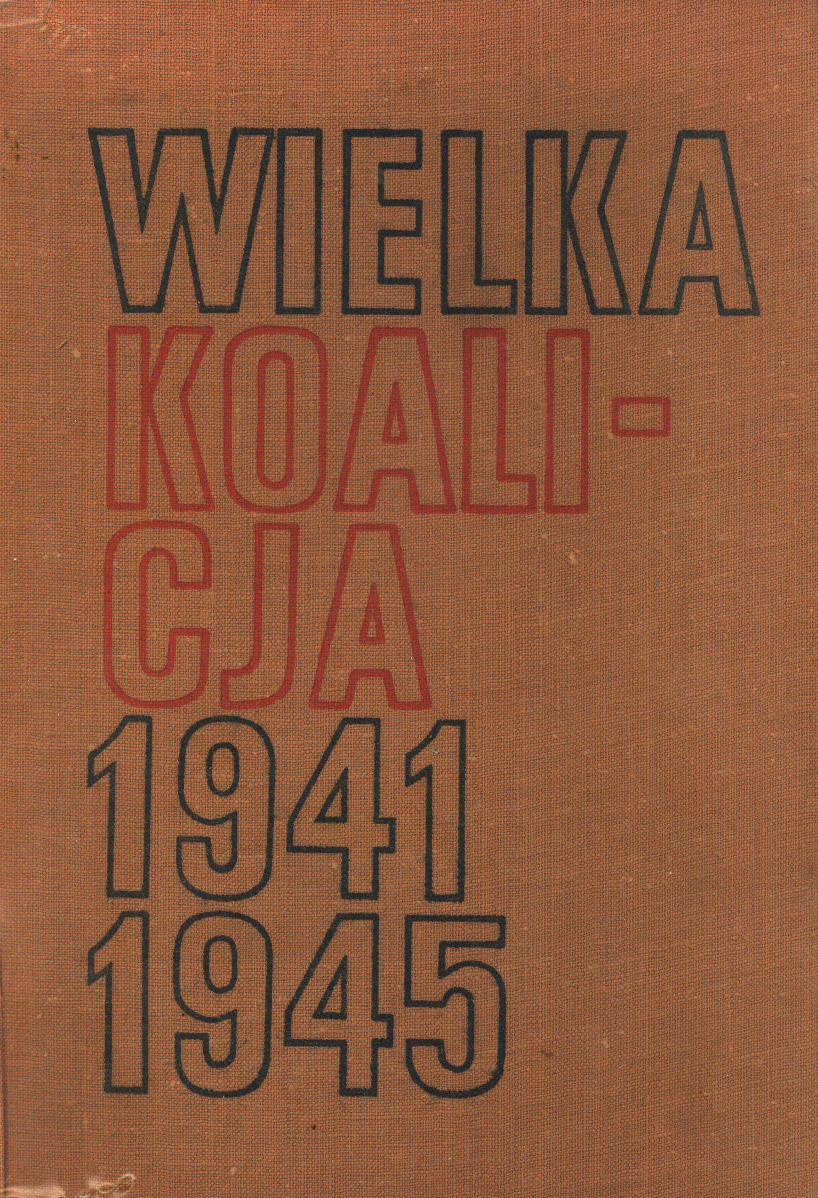 WIELKA
KOALI-
CJA
1941
1945